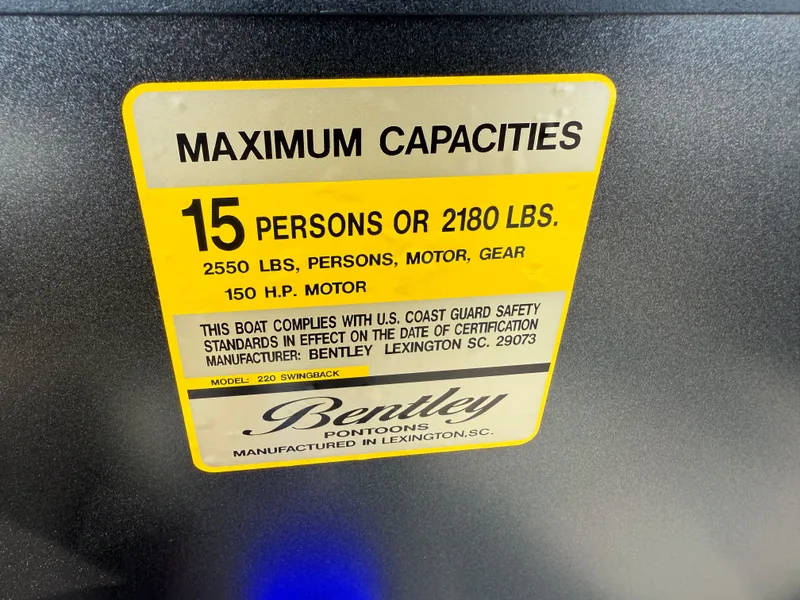 MAXIMUM CAPACITIES
15 PERSONS OR 2180 LBS.
2550 LBS, PERSONS, MOTOR, GEAR
150 H.P. MOTOR
THIS BOAT COMPLIES WITH U.S. COAST GUARD SAFETY
STANDARDS IN EFFECT ON THE DATE OF CERTIFICATION
MANUFACTURER: BENTLEY LEXINGTON SC. 29073
MODEL: 220 SWINGBACK
Bentley
PONTOONS
MANUFACTURED IN LEXINGTON,SC.